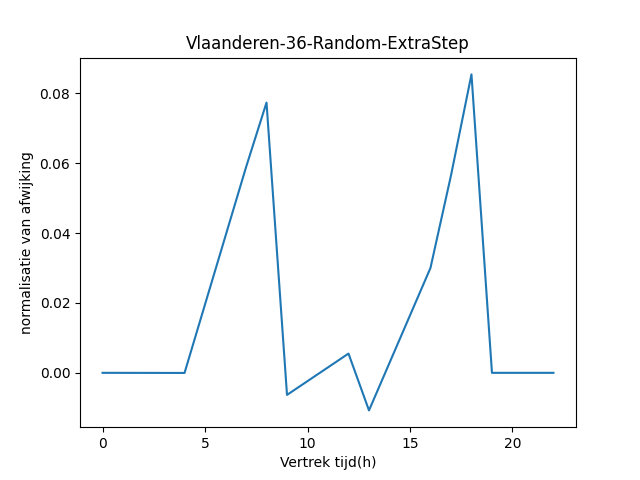 Vlaanderen-36-Random-ExtraStep
0.08
0.06
0.04
0.02
0.00
normalisatie van afwijking
0 5 10 15 20
Vertrek tijd(h)